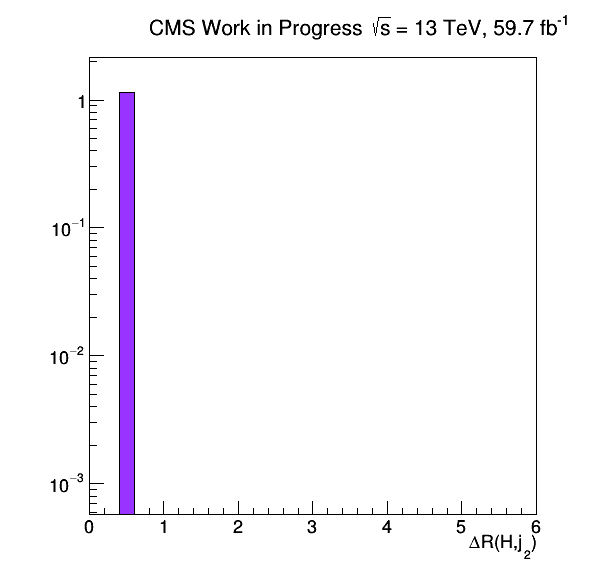 CMS Work in Progress √s = 13 TeV, 59.7 fb⁻¹
1
10⁻¹
10⁻²
10⁻³
0 1 2 3 4 5 6
ΔR(H,j₂)